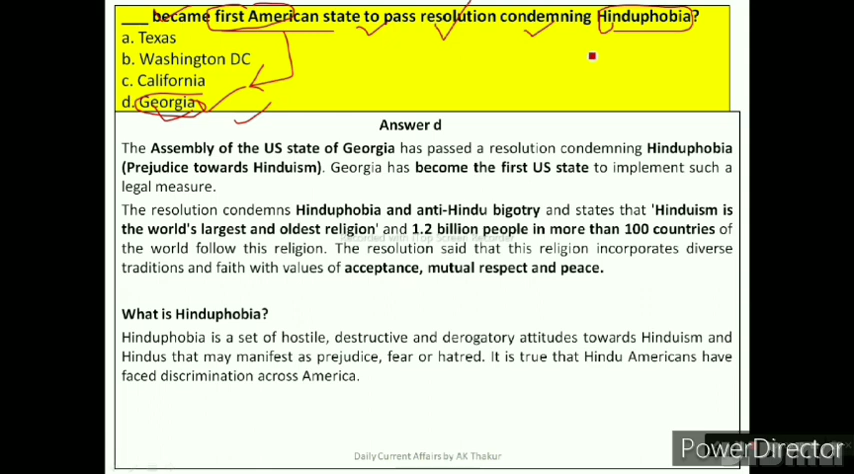 ___ became first American state to pass resolution condemning Hinduphobia?
a. Texas
b. Washington DC
c. California
d. Georgia
Answer d
The Assembly of the US state of Georgia has passed a resolution condemning Hinduphobia
(Prejudice towards Hinduism). Georgia has become the first US state to implement such a
legal measure.
The resolution condemns Hinduphobia and anti-Hindu bigotry and states that 'Hinduism is
the world's largest and oldest religion' and 1.2 billion people in more than 100 countries of
Recorded with iTop Screen Recorder
the world follow this religion. The resolution said that this religion incorporates diverse
traditions and faith with values of acceptance, mutual respect and peace.
What is Hinduphobia?
Hinduphobia is a set of hostile, destructive and derogatory attitudes towards Hinduism and
Hindus that may manifest as prejudice, fear or hatred. It is true that Hindu Americans have
faced discrimination across America.
PowerDirector
Daily Current Affairs by AK Thakur